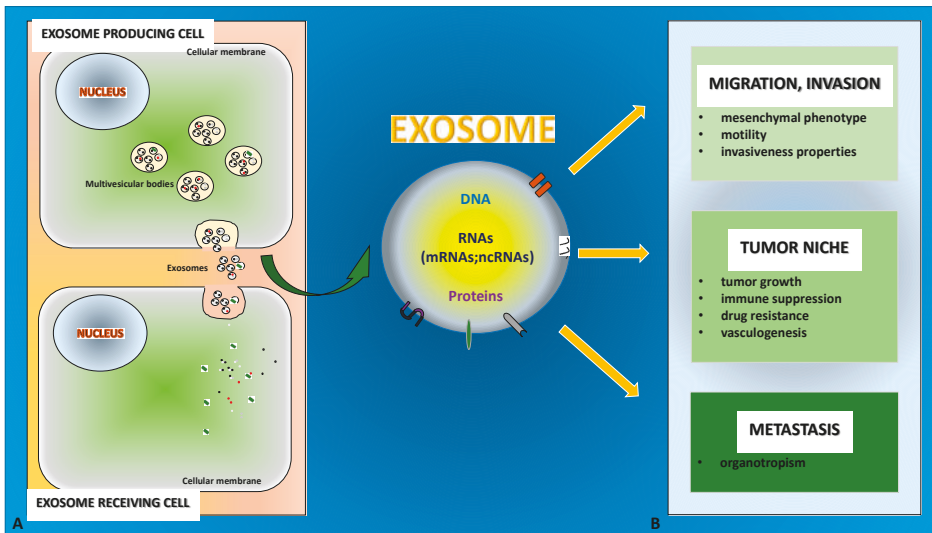 EXOSOME PRODUCING CELL
Cellular membrane
NUCLEUS
Multivesicular bodies
Exosomes
NUCLEUS
Cellular membrane
EXOSOME RECEIVING CELL
A
EXOSOME
DNA
RNAs
(mRNAs;ncRNAs)
Proteins
MIGRATION, INVASION
• mesenchymal phenotype
• motility
• invasiveness properties
TUMOR NICHE
• tumor growth
• immune suppression
• drug resistance
• vasculogenesis
METASTASIS
• organotropism
B